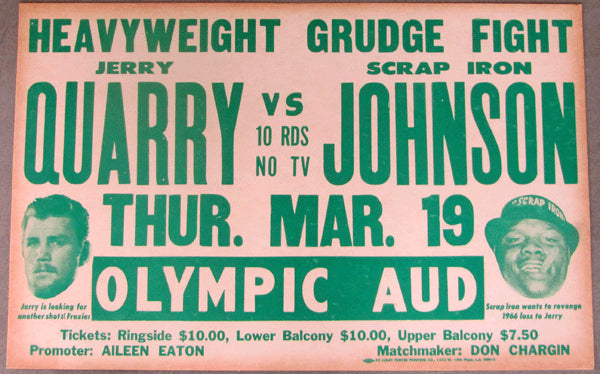 HEAVYWEIGHT GRUDGE FIGHT
JERRY
SCRAP IRON
QUARRY VS JOHNSON
10 RDS
NO TV
THUR. MAR. 19
SCRAP IRON
Jerry is looking for
another shot! Frazier
OLYMPIC AUD
Scrap iron wants to revenge
1966 loss to Jerry
Tickets: Ringside $10.00, Lower Balcony $10.00, Upper Balcony $7.50
Promoter: AILEEN EATON
Matchmaker: DON CHARGIN